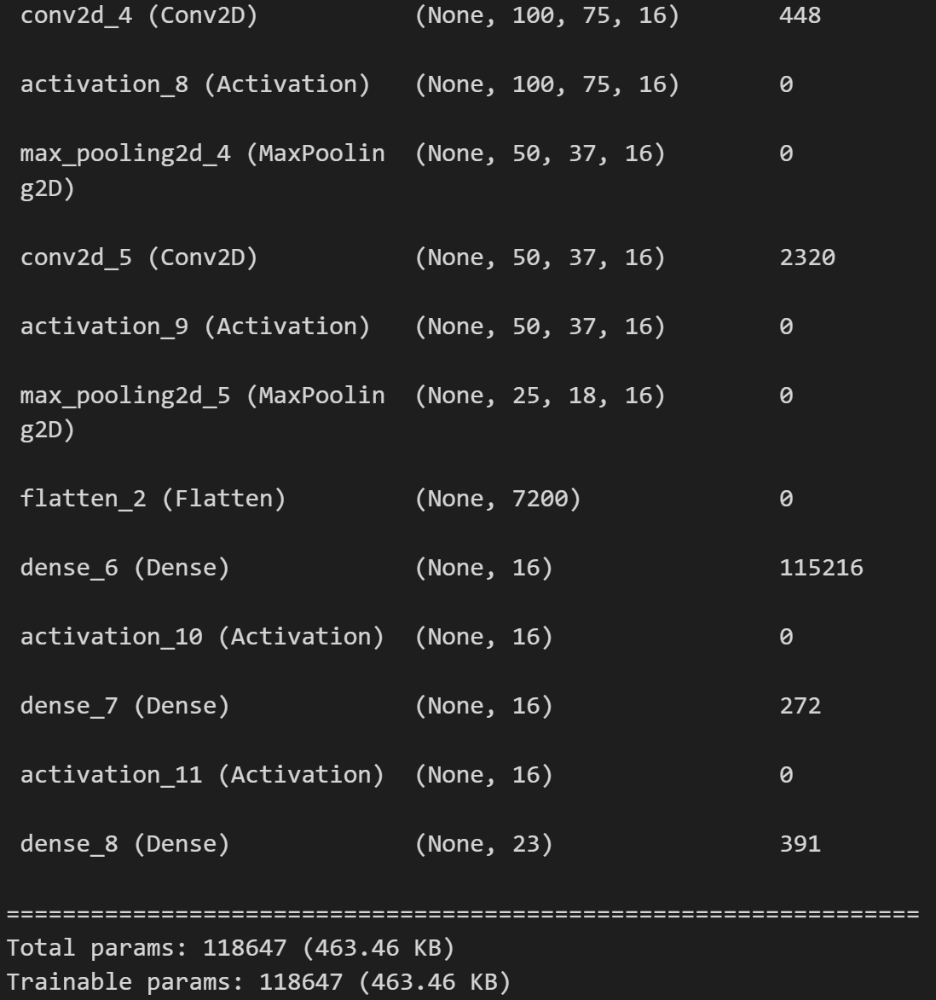 conv2d_4 (Conv2D) (None, 100, 75, 16) 448
activation_8 (Activation) (None, 100, 75, 16) 0
max_pooling2d_4 (MaxPoolin (None, 50, 37, 16) 0
g2D)
conv2d_5 (Conv2D) (None, 50, 37, 16) 2320
activation_9 (Activation) (None, 50, 37, 16) 0
max_pooling2d_5 (MaxPoolin (None, 25, 18, 16) 0
g2D)
flatten_2 (Flatten) (None, 7200) 0
dense_6 (Dense) (None, 16) 115216
activation_10 (Activation) (None, 16) 0
dense_7 (Dense) (None, 16) 272
activation_11 (Activation) (None, 16) 0
dense_8 (Dense) (None, 23) 391
=================================================================
Total params: 118647 (463.46 KB)
Trainable params: 118647 (463.46 KB)